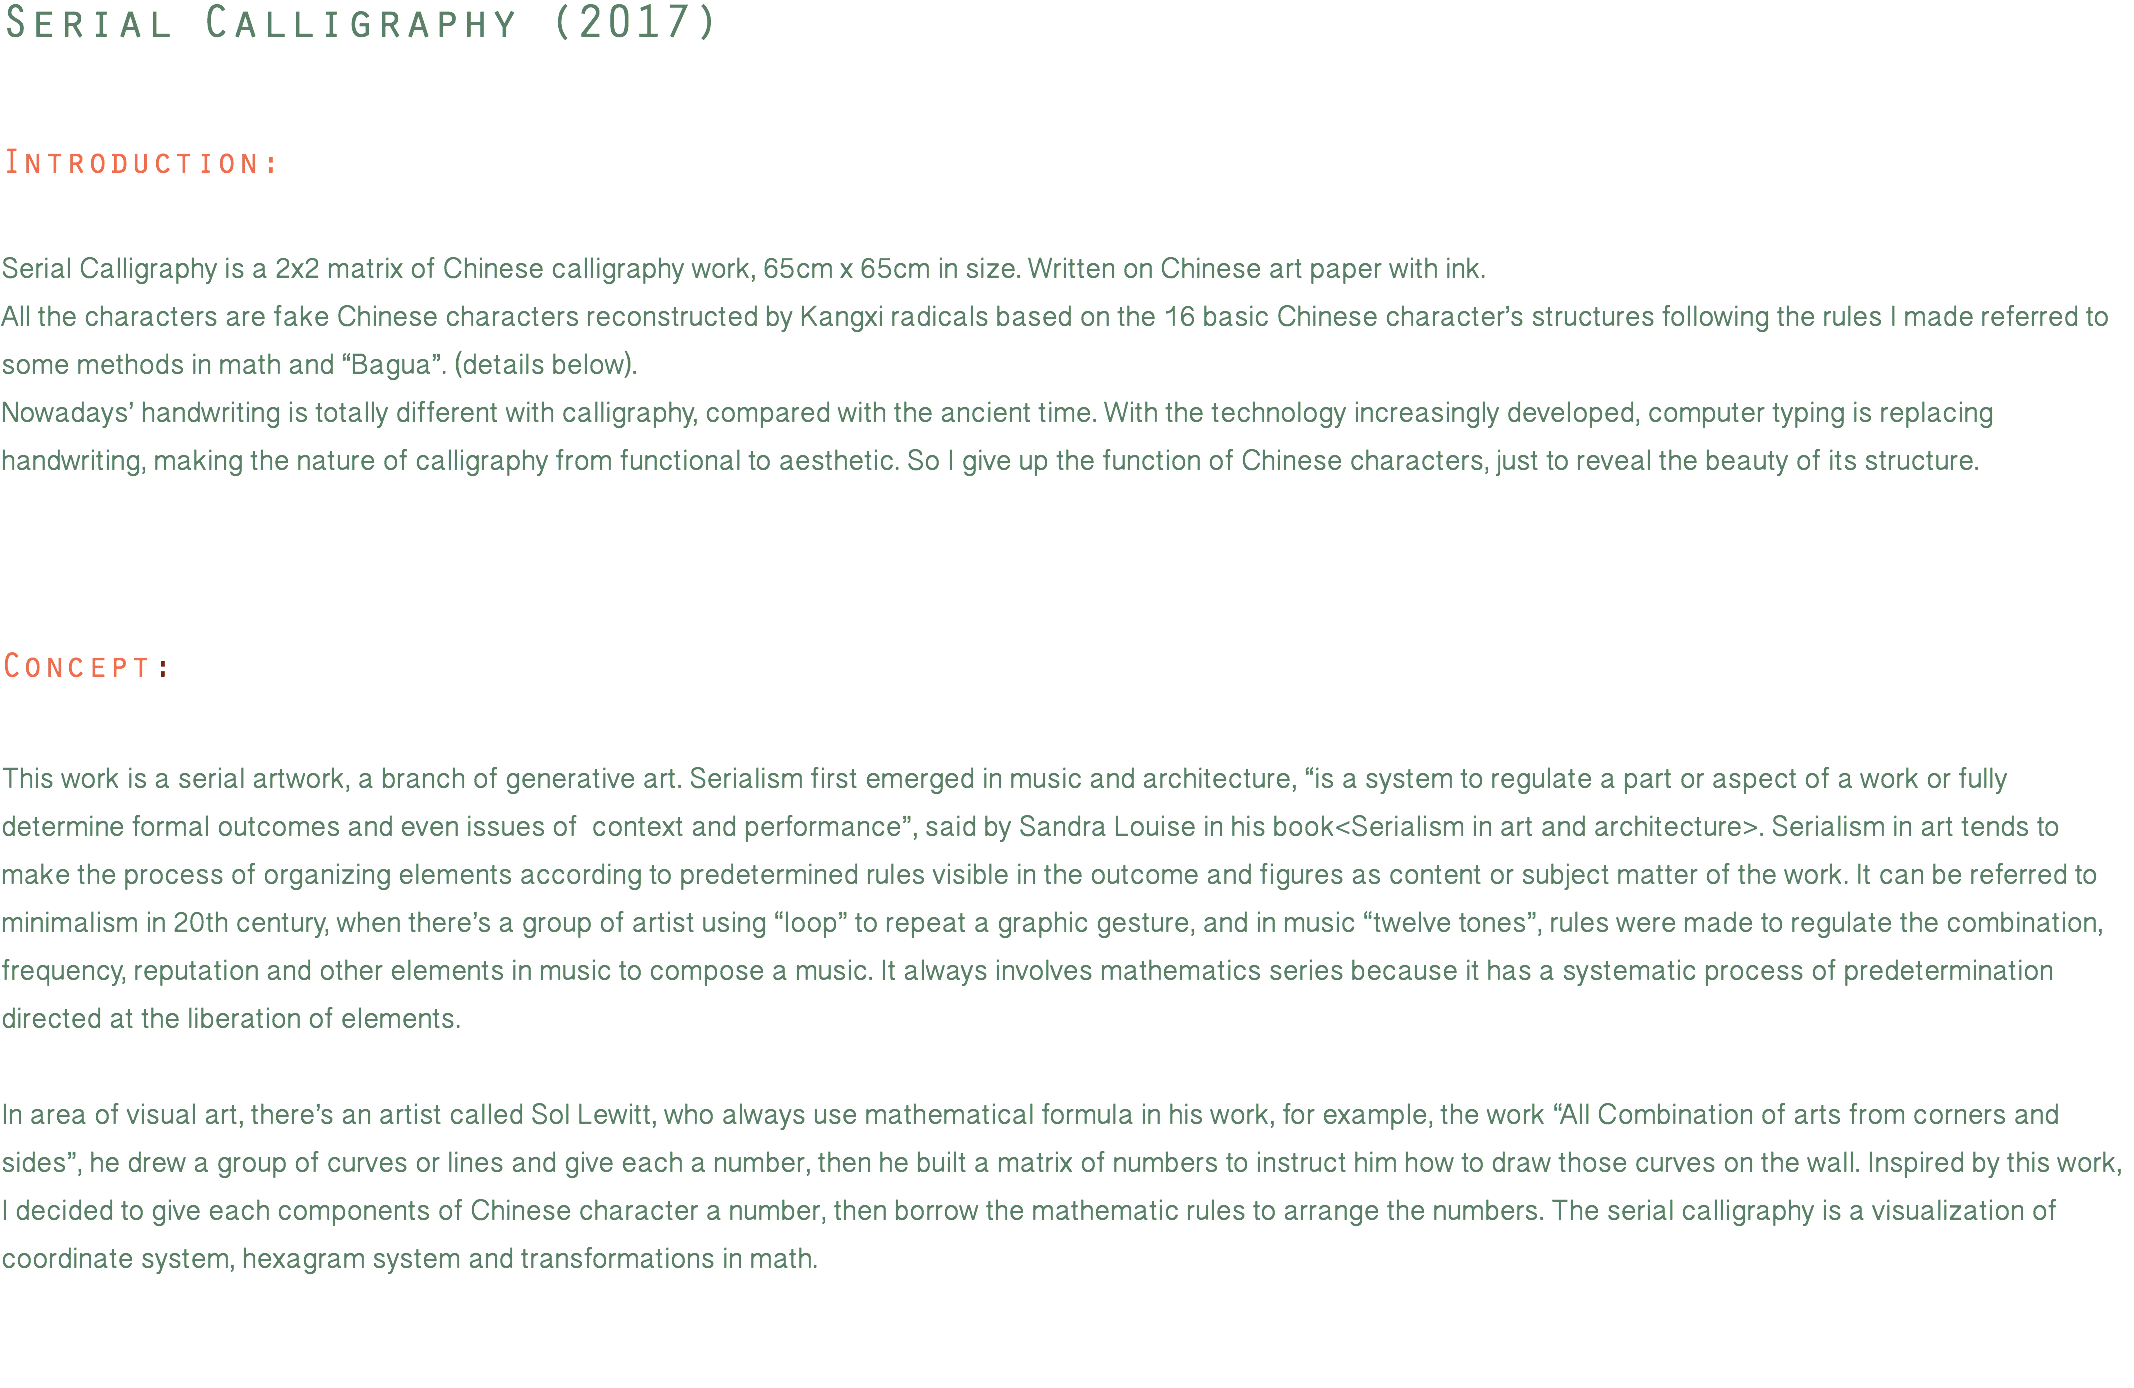 SERIAL CALLIGRAPHY (2017)
INTRODUCTION:
Serial Calligraphy is a 2x2 matrix of Chinese calligraphy work, 65cm x 65cm in size. Written on Chinese art paper with ink.
All the characters are fake Chinese characters reconstructed by Kangxi radicals based on the 16 basic Chinese character’s structures following the rules I made referred to
some methods in math and “Bagua”. (details below).
Nowadays’ handwriting is totally different with calligraphy, compared with the ancient time. With the technology increasingly developed, computer typing is replacing
handwriting, making the nature of calligraphy from functional to aesthetic. So I give up the function of Chinese characters, just to reveal the beauty of its structure.
CONCEPT:
This work is a serial artwork, a branch of generative art. Serialism first emerged in music and architecture, “is a system to regulate a part or aspect of a work or fully
determine formal outcomes and even issues of  context and performance”, said by Sandra Louise in his book<Serialism in art and architecture>. Serialism in art tends to
make the process of organizing elements according to predetermined rules visible in the outcome and figures as content or subject matter of the work. It can be referred to
minimalism in 20th century, when there’s a group of artist using “loop” to repeat a graphic gesture, and in music “twelve tones”, rules were made to regulate the combination,
frequency, reputation and other elements in music to compose a music. It always involves mathematics series because it has a systematic process of predetermination
directed at the liberation of elements.
In area of visual art, there’s an artist called Sol Lewitt, who always use mathematical formula in his work, for example, the work “All Combination of arts from corners and
sides”, he drew a group of curves or lines and give each a number, then he built a matrix of numbers to instruct him how to draw those curves on the wall. Inspired by this work,
I decided to give each components of Chinese character a number, then borrow the mathematic rules to arrange the numbers. The serial calligraphy is a visualization of
coordinate system, hexagram system and transformations in math.